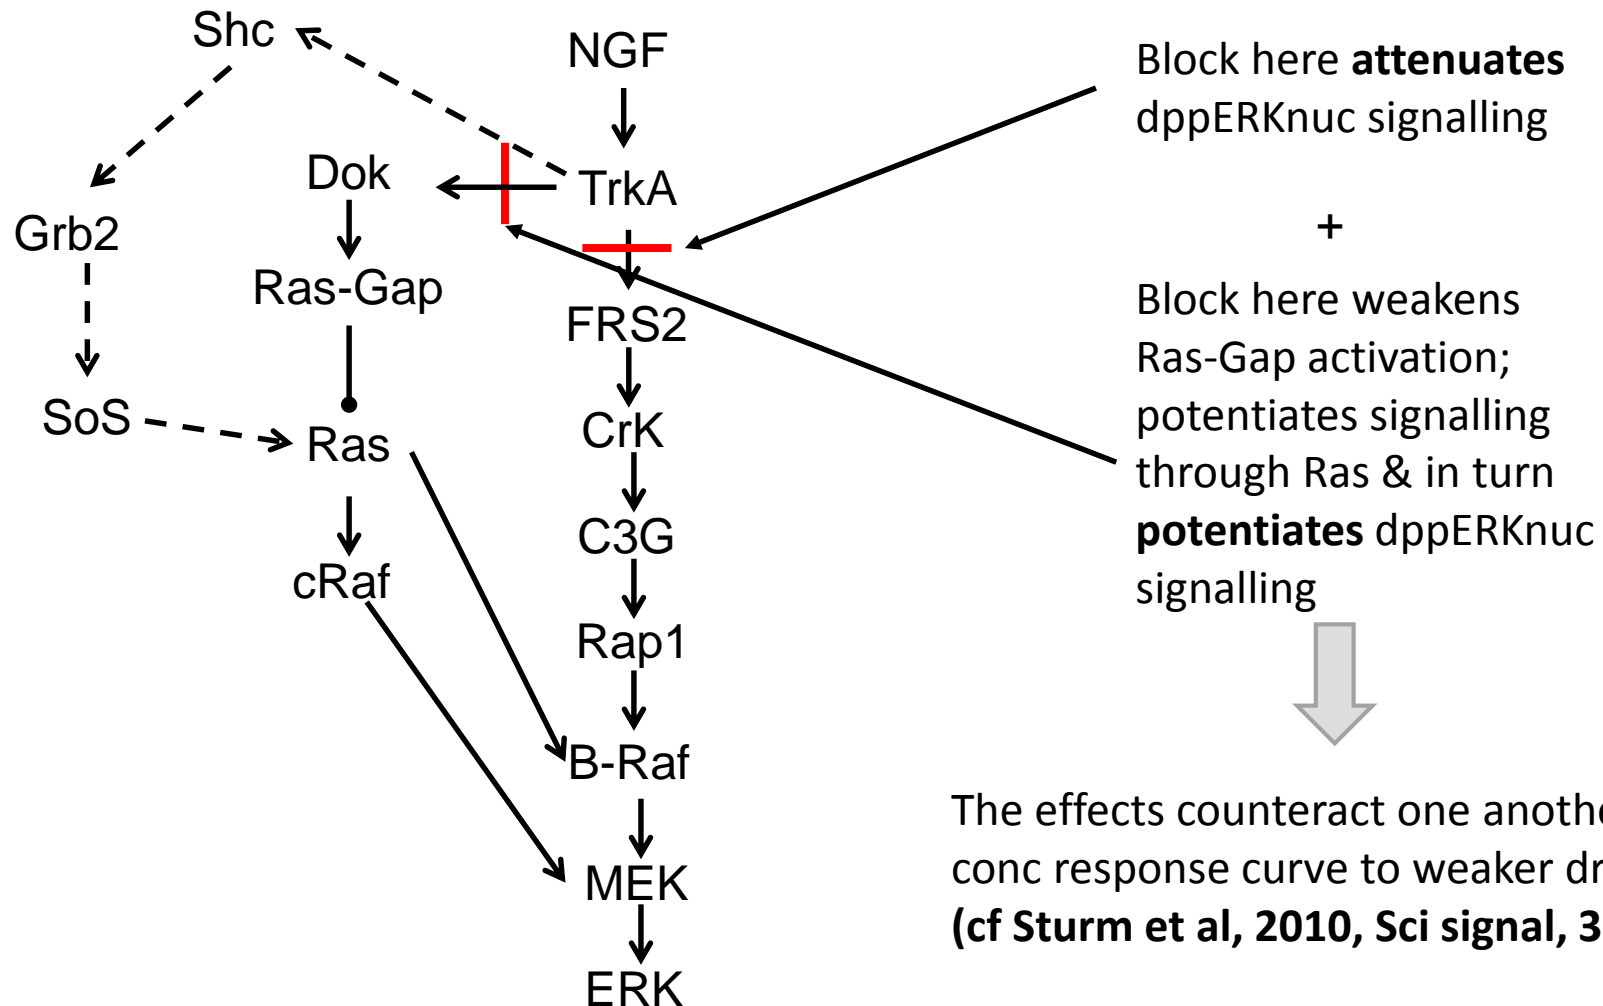 Shc
NGF
Dok
TrkA
Grb2
Ras-Gap
FRS2
SoS
Ras
CrK
C3G
cRaf
Rap1
B-Raf
MEK
ERK
Block here attenuates
dppERKnuc signalling
+
Block here weakens
Ras-Gap activation;
potentiates signalling
through Ras & in turn
potentiates dppERKnuc
signalling
The effects counteract one
conc response curve to weaker
(cf Sturm et al, 2010, Sci signal, 3